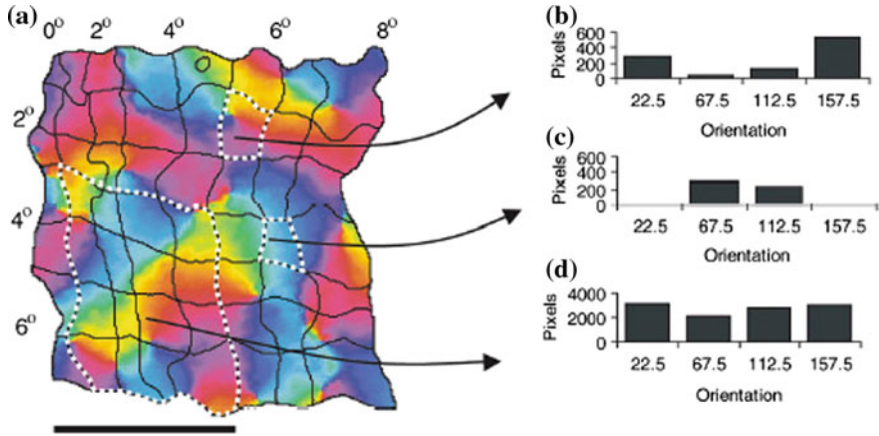 (a)
0° 2° 4° 6° 8°
2°
4°
6°
(b)
Pixels
600
400
200
0
22.5 67.5 112.5 157.5
Orientation
(c)
Pixels
600
400
200
0
22.5 67.5 112.5 157.5
Orientation
(d)
Pixels
4000
2000
0
22.5 67.5 112.5 157.5
Orientation